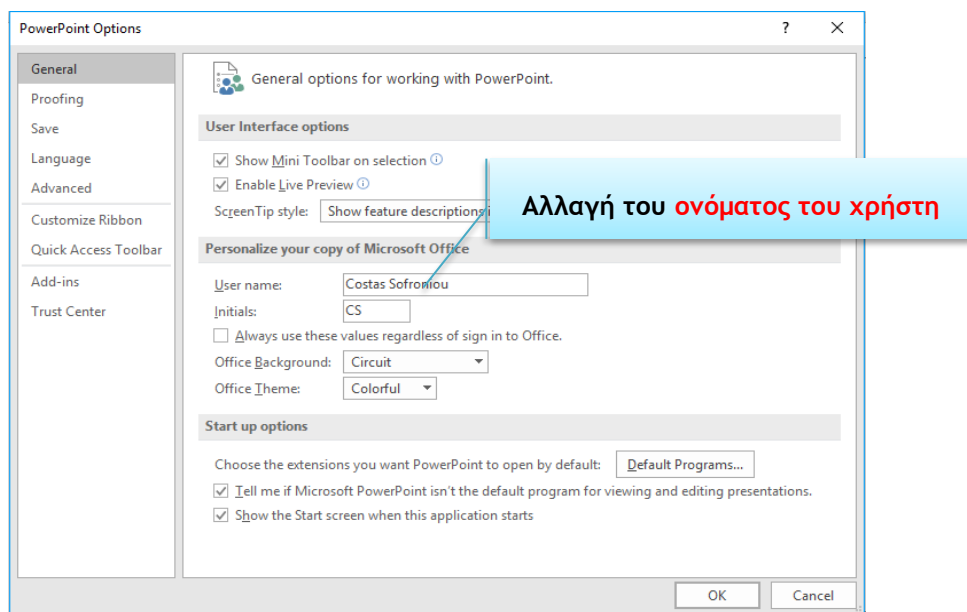 PowerPoint Options
?
General
Proofing
Save
Language
Advanced
Customize Ribbon
Quick Access Toolbar
Add-ins
Trust Center
General options for working with PowerPoint.
User Interface options
Show Mini Toolbar on selection
Enable Live Preview
ScreenTip style: Show feature descriptions
Αλλαγή του ονόματος του χρήστη
Personalize your copy of Microsoft Office
User name: Costas Sofroniou
Initials: CS
Always use these values regardless of sign in to Office.
Office Background: Circuit
Office Theme: Colorful
Start up options
Choose the extensions you want PowerPoint to open by default: Default Programs...
Tell me if Microsoft PowerPoint isn't the default program for viewing and editing presentations.
Show the Start screen when this application starts
OK Cancel